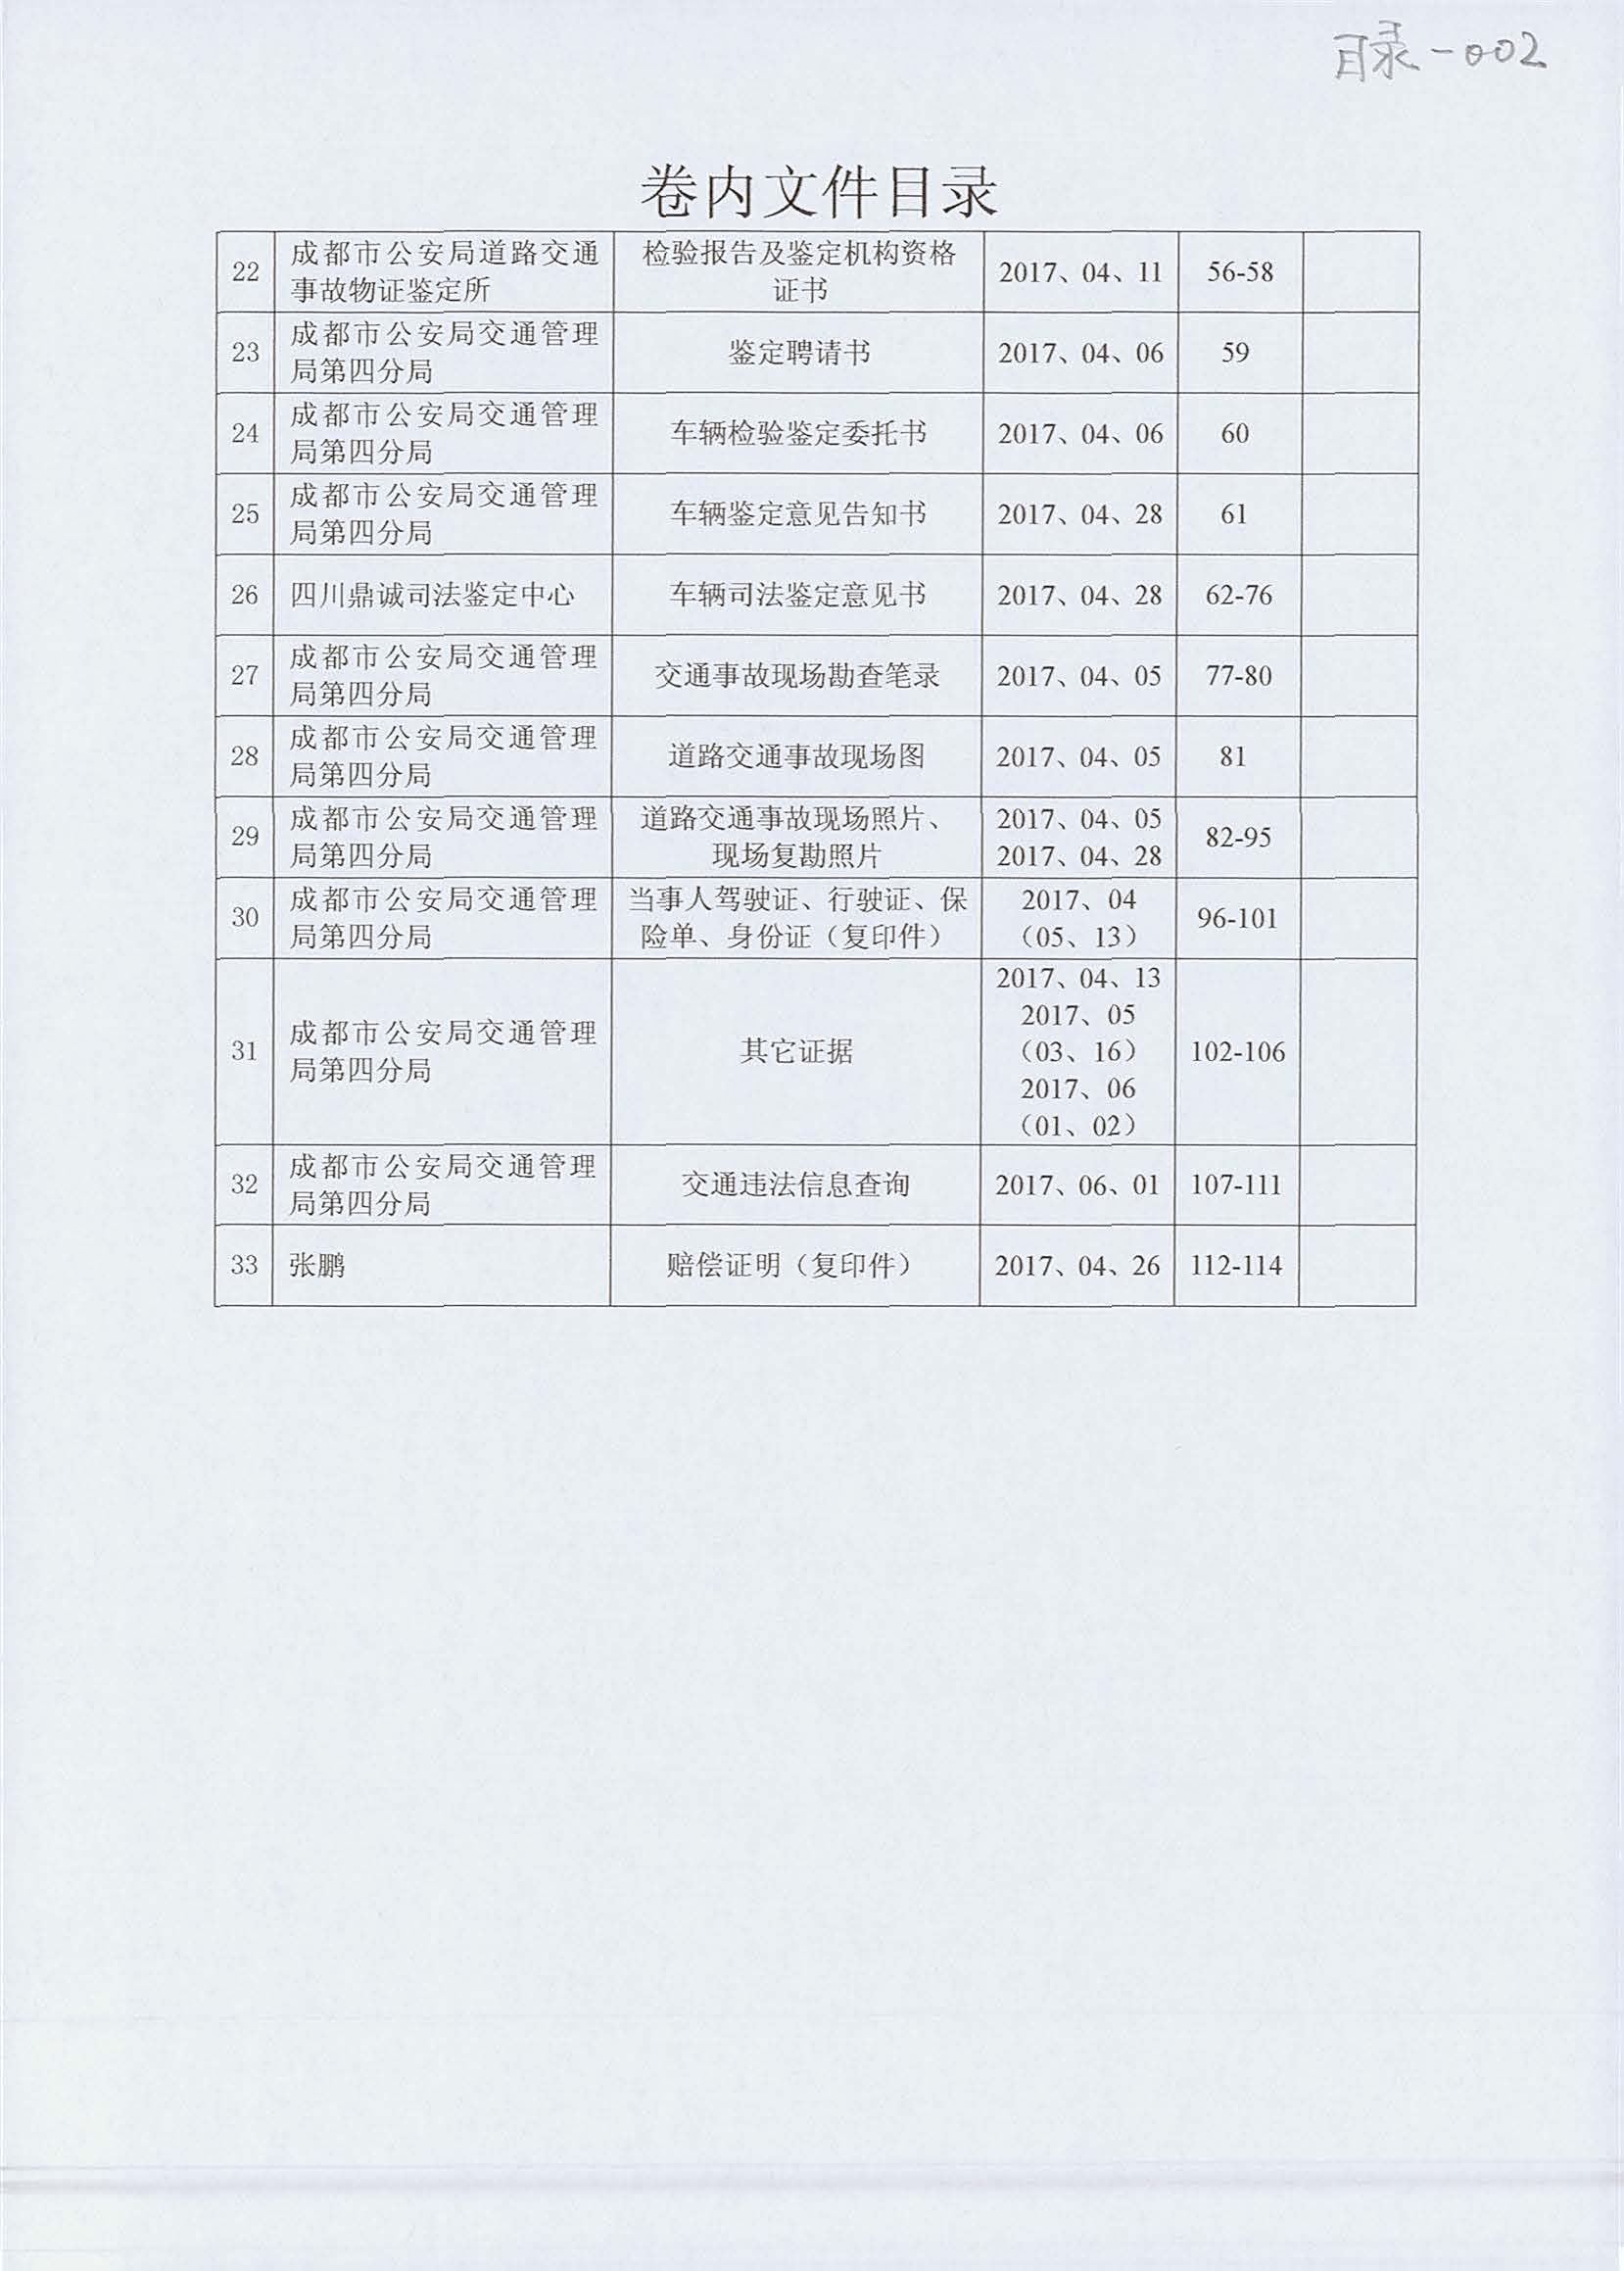 目录-002
卷内文件目录
22 成都市公安局道路交通事故物证鉴定所 检验报告及鉴定机构资格证书 2017、04、11 56-58
23 成都市公安局交通管理局第四分局 鉴定聘请书 2017、04、06 59
24 成都市公安局交通管理局第四分局 车辆检验鉴定委托书 2017、04、06 60
25 成都市公安局交通管理局第四分局 车辆鉴定意见告知书 2017、04、28 61
26 四川鼎诚司法鉴定中心 车辆司法鉴定意见书 2017、04、28 62-76
27 成都市公安局交通管理局第四分局 交通事故现场勘查笔录 2017、04、05 77-80
28 成都市公安局交通管理局第四分局 道路交通事故现场图 2017、04、05 81
29 成都市公安局交通管理局第四分局 道路交通事故现场照片、现场复勘照片 2017、04、05 2017、04、28 82-95
30 成都市公安局交通管理局第四分局 当事人驾驶证、行驶证、保险单、身份证（复印件） 2017、04（05、13） 96-101
31 成都市公安局交通管理局第四分局 其它证据 2017、04、13 2017、05（03、16） 2017、06（01、02） 102-106
32 成都市公安局交通管理局第四分局 交通违法信息查询 2017、06、01 107-111
33 张鹏 赔偿证明（复印件） 2017、04、26 112-114